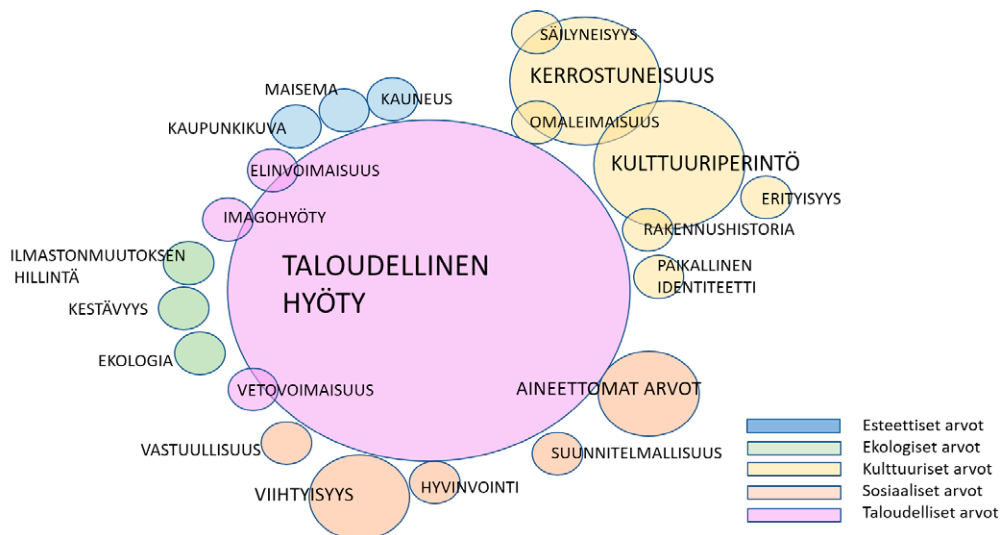 SÄILYNEISYYS
KERROSTUNEISUUS
MAISEMA
KAUNEUS
KAUPUNKIKUVA
OMALEIMAISUUS
ELINVOIMAISUUS
KULTTUURIPERINTÖ
ERITYISYYS
IMAGOHYÖTY
RAKENNUSHISTORIA
ILMASTONMUUTOKSEN
HILLINTÄ
TALOUDELLINEN
HYÖTY
PAIKALLINEN
IDENTITEETTI
KESTÄVYYS
EKOLOGIA
VETOVOIMAISUUS
AINEETTOMAT ARVOT
VASTUULLISUUS
SUUNNITELMALLISUUS
VIIHTYISYYS
HYVINVOINTI
Esteettiset arvot
Ekologiset arvot
Kulttuuriset arvot
Sosiaaliset arvot
Taloudelliset arvot